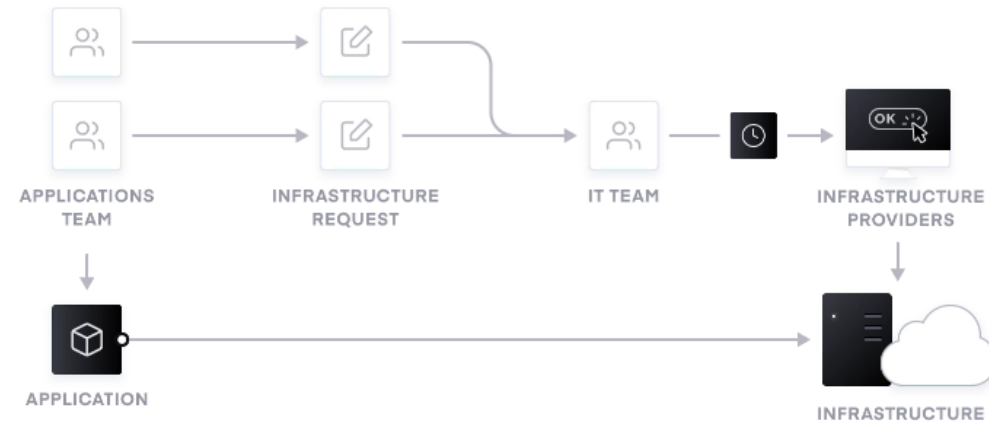 OK
APPLICATIONS
TEAM
INFRASTRUCTURE
REQUEST
IT TEAM
INFRASTRUCTURE
PROVIDERS
APPLICATION
INFRASTRUCTURE